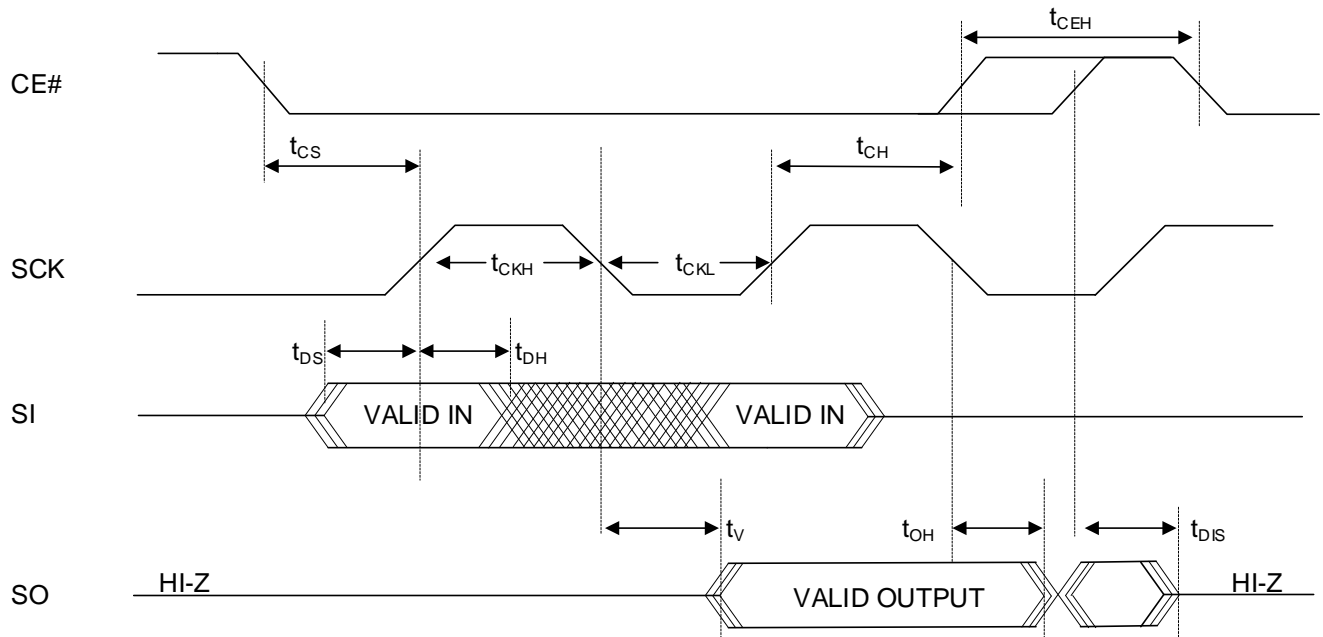 tCEH
CE#
tCS
tCH
SCK
tCKH
tCKL
tDS
tDH
SI
VALID IN
VALID IN
tV
tOH
tDIS
SO
HI-Z
VALID OUTPUT
HI-Z